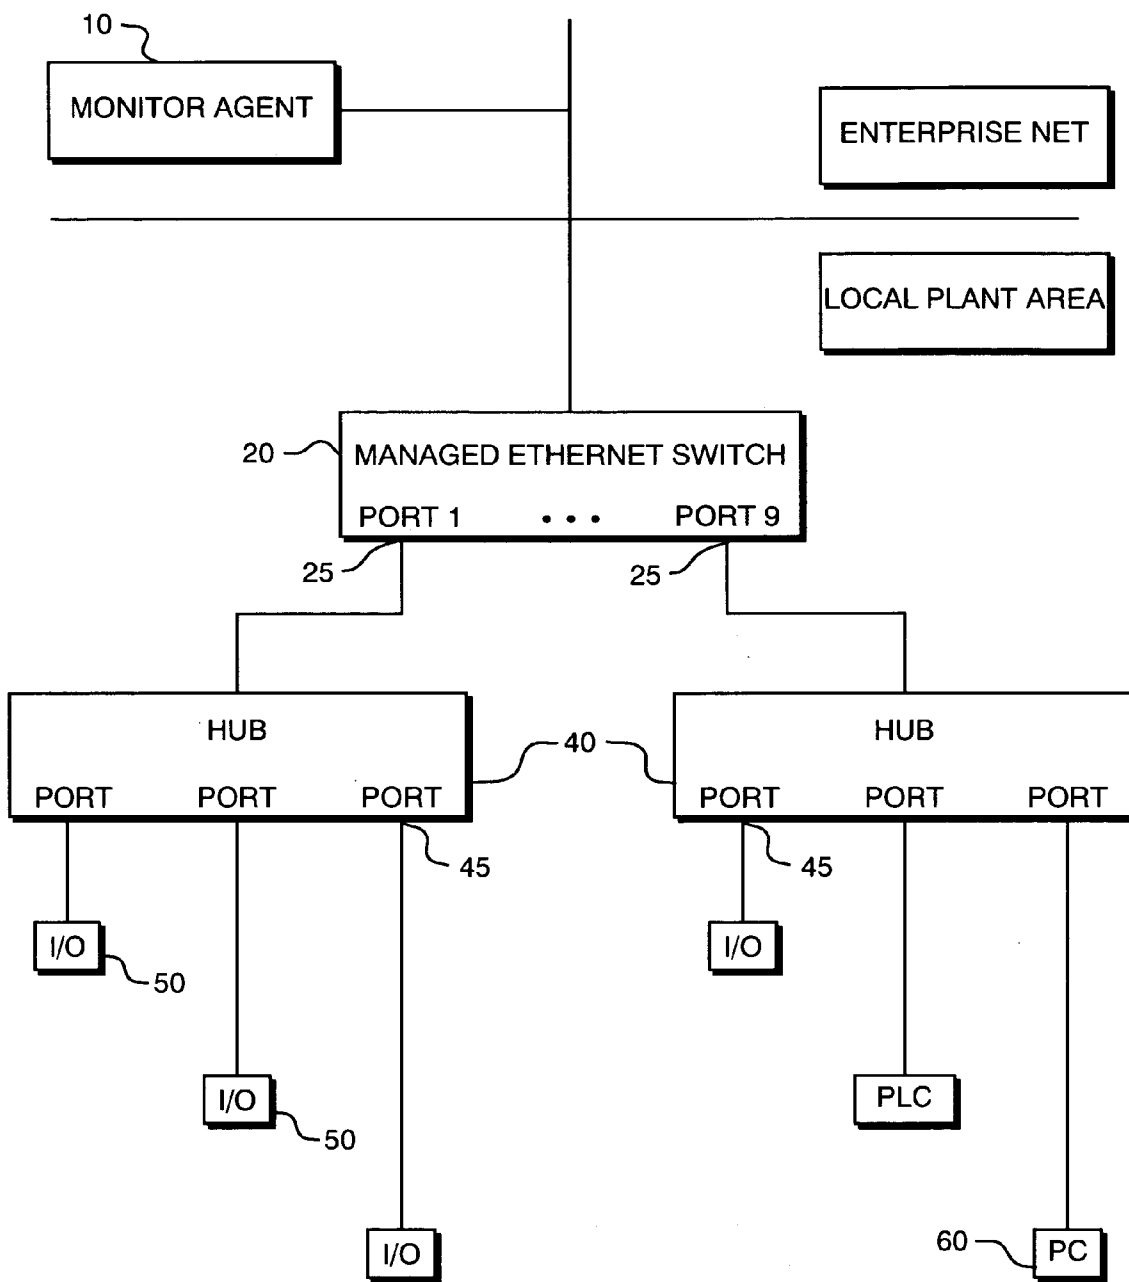 10
MONITOR AGENT
ENTERPRISE NET
LOCAL PLANT AREA
20
MANAGED ETHERNET SWITCH
PORT 1 • • • PORT 9
25 25
HUB HUB
40 40
PORT PORT PORT PORT PORT PORT
45 45
I/O I/O
50
I/O PLC
50
I/O 60 PC